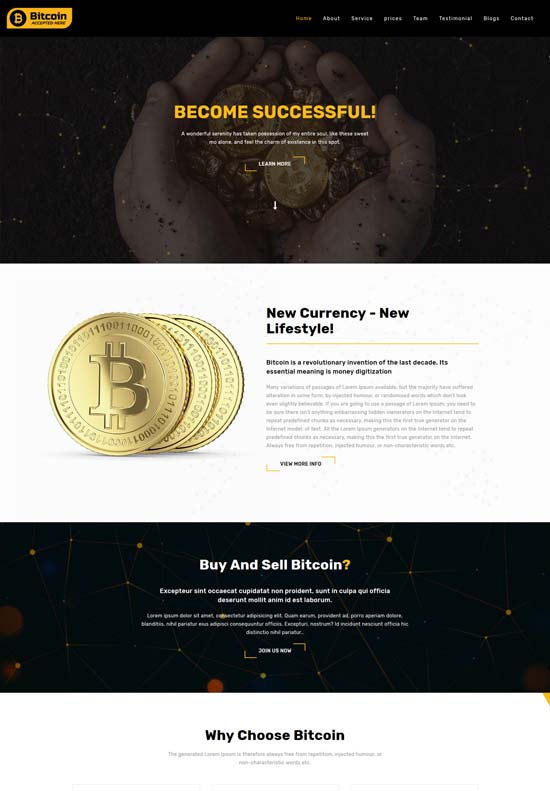 Bitcoin
ACCEPTED HERE
Home About Service prices Team Testimonial Blogs Contact
BECOME SUCCESSFUL!
A wonderful serenity has taken possession of my entire soul, like these sweet
mo alone, and feel the charm of existence in this spot.
LEARN MORE
New Currency - New
Lifestyle!
Bitcoin is a revolutionary invention of the last decade. Its
essential meaning is money digitization
Many variations of passages of Lorem Ipsum available, but the majority have suffered
alteration in some form, by injected humour, or randomised words which don't look
even slightly believable. If you are going to use a passage of Lorem Ipsum, you need to
be sure there isn't anything embarrassing hidden inenerators on the Internet tend to
repeat predefined chunks as necessary, making this the first true generator on the
Internet model. of text. All the Lorem Ipsum generators on the Internet tend to repeat
predefined chunks as necessary, making this the first true generator on the Internet.
Always free from repetition, injected humour, or non-characteristic words etc.
VIEW MORE INFO
Buy And Sell Bitcoin?
Excepteur sint occaecat cupidatat non proident, sunt in culpa qui officia
deserunt mollit anim id est laborum.
Lorem ipsum dolor sit amet, consectetur adipisicing elit. Quam earum, provident ad, porro aperiam dolore,
blanditiis, nihil pariatur eius adipisci consequuntur officiis. Excepturi, nostrum? Id incidunt nesciunt officia hic
distinctio nihil pariatur..
JOIN US NOW
Why Choose Bitcoin
The generated Lorem Ipsum is therefore always free from repetition, injected humour, or
non-characteristic words etc.